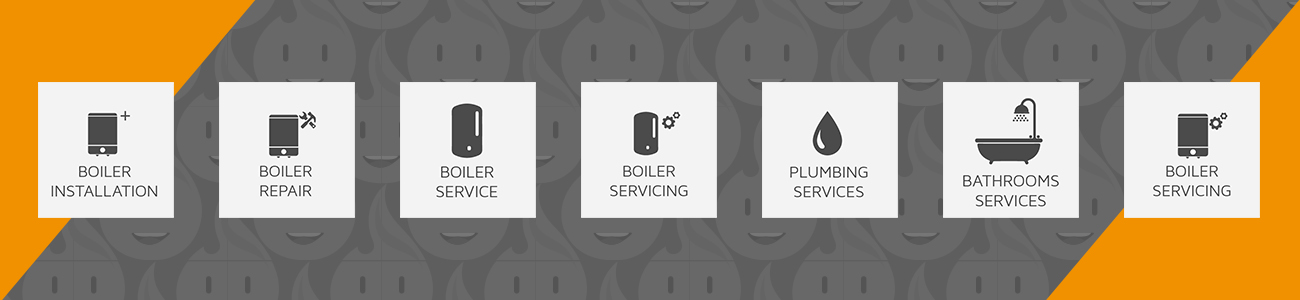 BOILER
INSTALLATION
BOILER
REPAIR
BOILER
SERVICE
BOILER
SERVICING
PLUMBING
SERVICES
BATHROOMS
SERVICES
BOILER
SERVICING